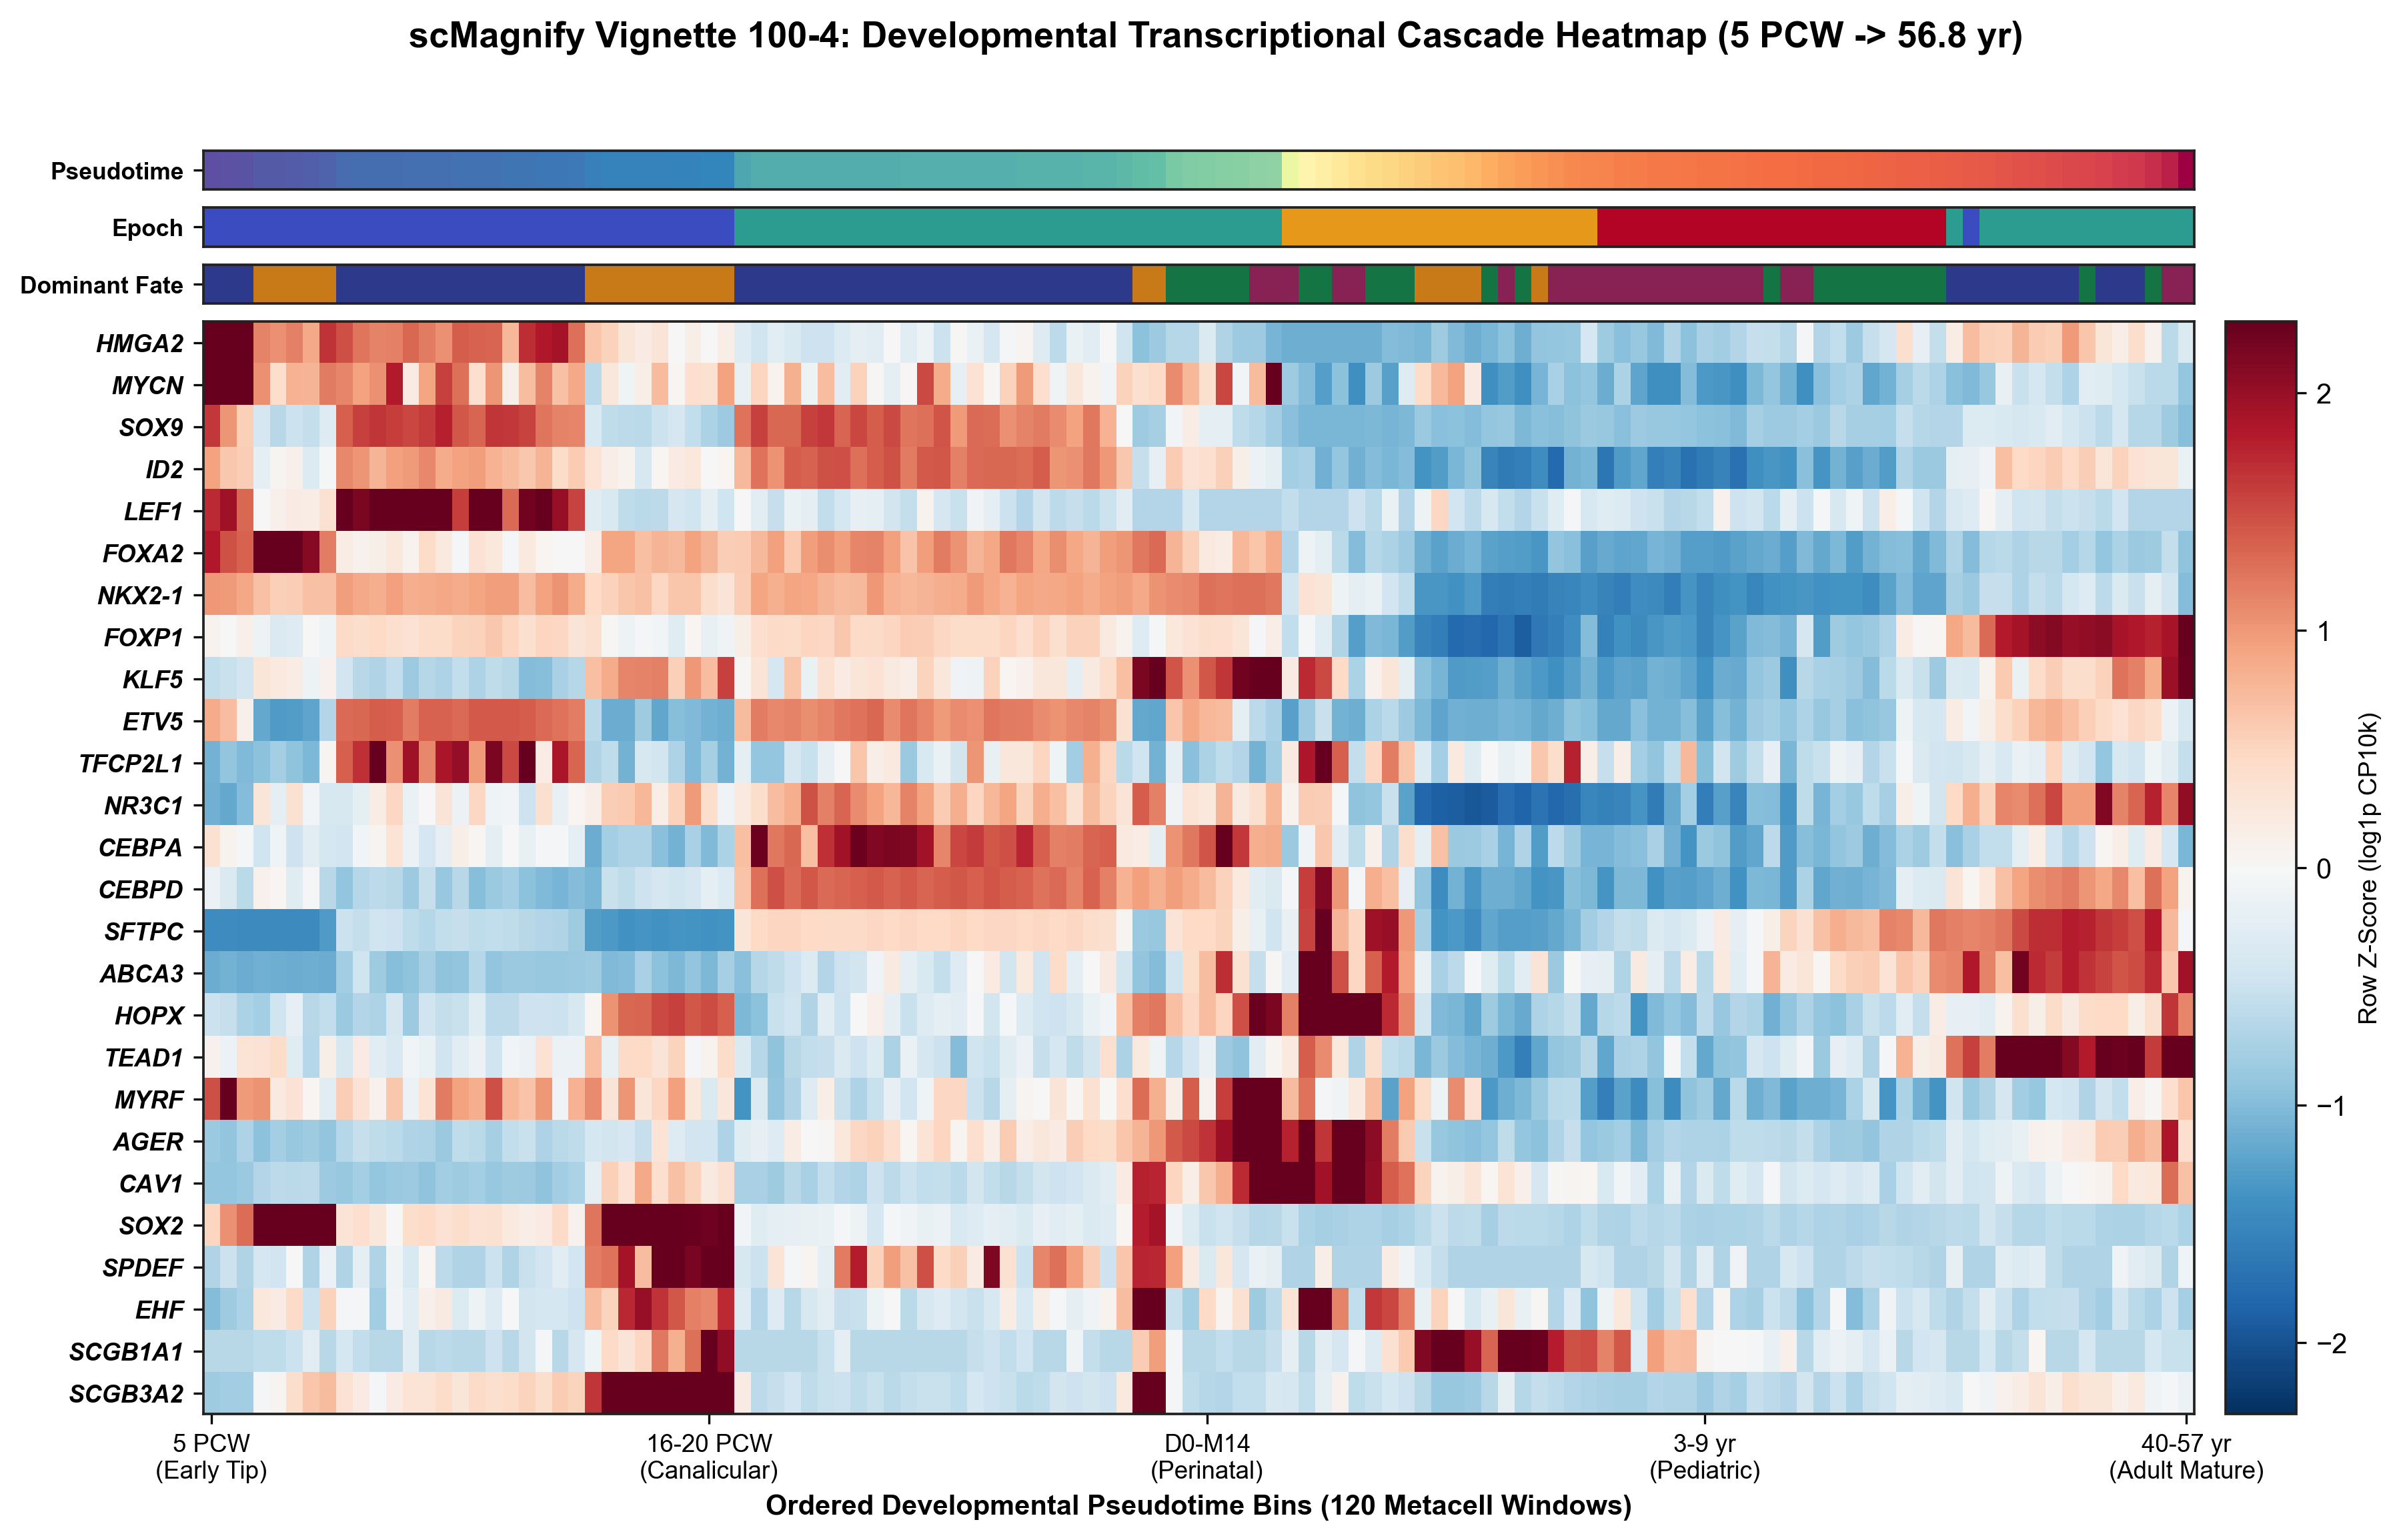 scMagnify Vignette 100-4: Developmental Transcriptional Cascade Heatmap (5 PCW -> 56.8 yr)
Pseudotime
Epoch
Dominant Fate
HMGA2
MYCN
SOX9
ID2
LEF1
FOXA2
NKX2-1
FOXP1
KLF5
ETV5
TFCP2L1
NR3C1
CEBPA
CEBPD
SFTPC
ABCA3
HOPX
TEAD1
MYRF
AGER
CAV1
SOX2
SPDEF
EHF
SCGB1A1
SCGB3A2
2
1
0
−1
−2
Row Z-Score (log1p CP10k)
5 PCW
(Early Tip)
16-20 PCW
(Canalicular)
D0-M14
(Perinatal)
3-9 yr
(Pediatric)
40-57 yr
(Adult Mature)
Ordered Developmental Pseudotime Bins (120 Metacell Windows)